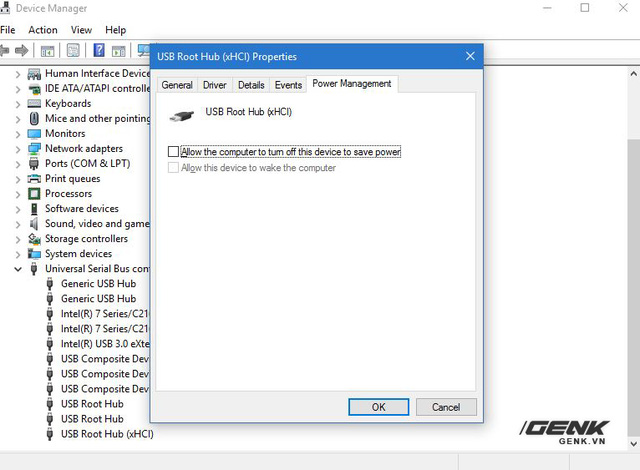 Device Manager
File Action View Help
USB Root Hub (xHCI) Properties
General Driver Details Events Power Management
USB Root Hub (xHCI)
Allow the computer to turn off this device to save power
Allow this device to wake the computer
OK Cancel
Human Interface Device
IDE ATA/ATAPI controlle
Keyboards
Mice and other pointing
Monitors
Network adapters
Ports (COM & LPT)
Print queues
Processors
Software devices
Sound, video and game
Storage controllers
System devices
Universal Serial Bus cont
Generic USB Hub
Generic USB Hub
Intel(R) 7 Series/C21
Intel(R) 7 Series/C21
Intel(R) USB 3.0 eXte
USB Composite Dev
USB Composite Dev
USB Composite Dev
USB Root Hub
USB Root Hub
USB Root Hub (xHCI)
GENK
GENK.VN